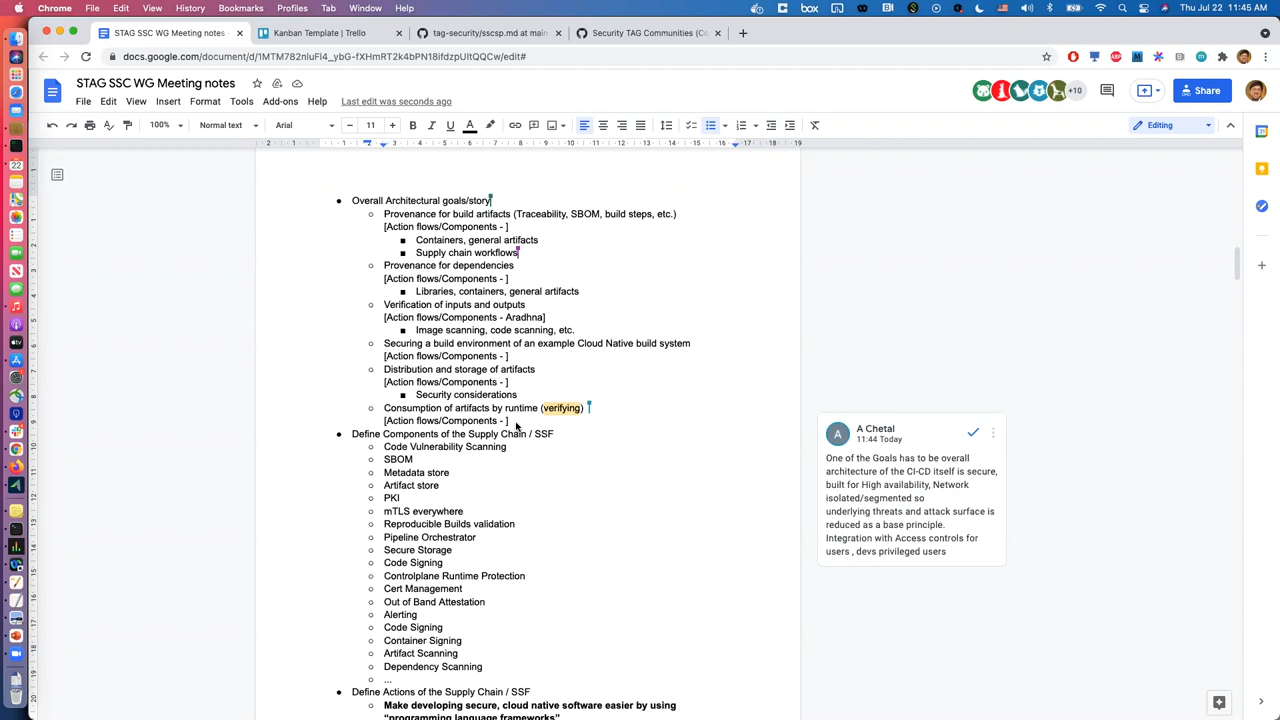 Chrome File Edit View History Bookmarks Profiles Tab Window Help
Thu Jul 22 11:45 AM
STAG SSC WG Meeting notes -
Kanban Template | Trello
tag-security/sscsp.md at main
Security TAG Communities (Co
STAG SSC WG Meeting notes
File Edit View Insert Format Tools Add-ons Help Last edit was seconds ago
+10
Share
100% Normal text Arial 11 B I U A Editing
● Overall Architectural goals/story
○ Provenance for build artifacts (Traceability, SBOM, build steps, etc.)
[Action flows/Components - ]
■ Containers, general artifacts
■ Supply chain workflows
○ Provenance for dependencies
[Action flows/Components - ]
■ Libraries, containers, general artifacts
○ Verification of inputs and outputs
[Action flows/Components - Aradhna]
■ Image scanning, code scanning, etc.
○ Securing a build environment of an example Cloud Native build system
[Action flows/Components - ]
○ Distribution and storage of artifacts
[Action flows/Components - ]
■ Security considerations
○ Consumption of artifacts by runtime (verifying)
[Action flows/Components - ]
● Define Components of the Supply Chain / SSF
○ Code Vulnerability Scanning
○ SBOM
○ Metadata store
○ Artifact store
○ PKI
○ mTLS everywhere
○ Reproducible Builds validation
○ Pipeline Orchestrator
○ Secure Storage
○ Code Signing
○ Controlplane Runtime Protection
○ Cert Management
○ Out of Band Attestation
○ Alerting
○ Code Signing
○ Container Signing
○ Artifact Scanning
○ Dependency Scanning
○ ...
● Define Actions of the Supply Chain / SSF
○ Make developing secure, cloud native software easier by using
"programming language frameworks"
A
A Chetal
11:44 Today
One of the Goals has to be overall
architecture of the CI-CD itself is secure,
built for High availability, Network
isolated/segmented so
underlying threats and attack surface is
reduced as a base principle.
Integration with Access controls for
users , devs privileged users